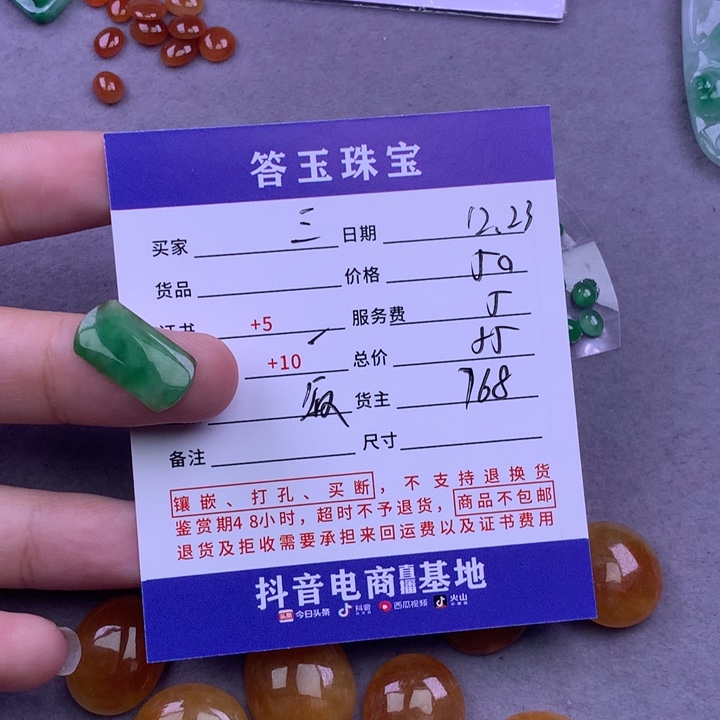 答玉珠宝
买家 三 日期 12.23
货品 价格 50
证书 +5 服务费 5
+10 总价
货主 768
备注 尺寸
镶嵌、打孔、买断，不支持退换货
鉴赏期48小时，超时不予退货，商品不包邮
退货及拒收需要承担来回运费以及证书费用
抖音电商直播基地
头条 今日头条 抖音 西瓜视频 火山